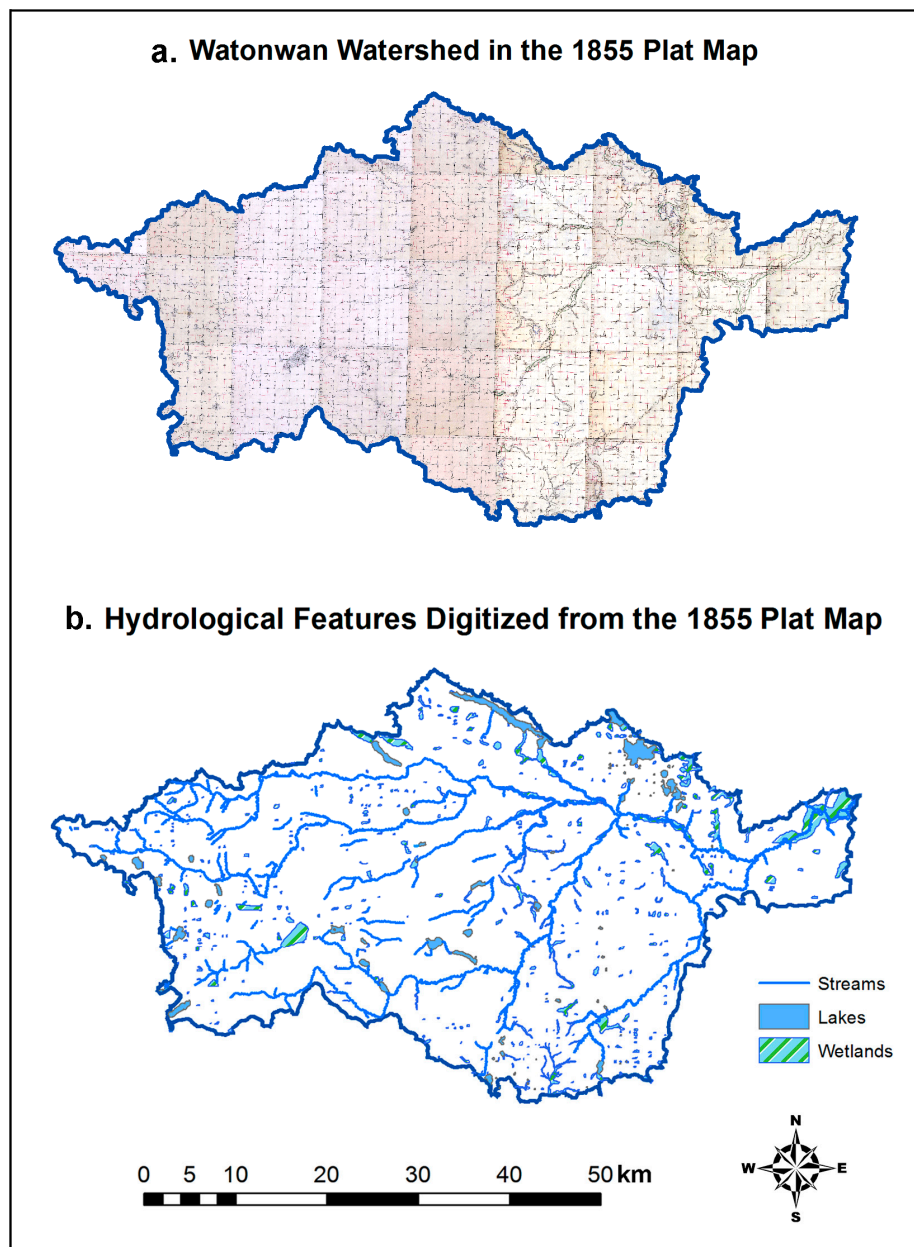 a. Watonwan Watershed in the 1855 Plat Map
b. Hydrological Features Digitized from the 1855 Plat Map
Streams
Lakes
Wetlands
N
W E
S
0 5 10 20 30 40 50 km